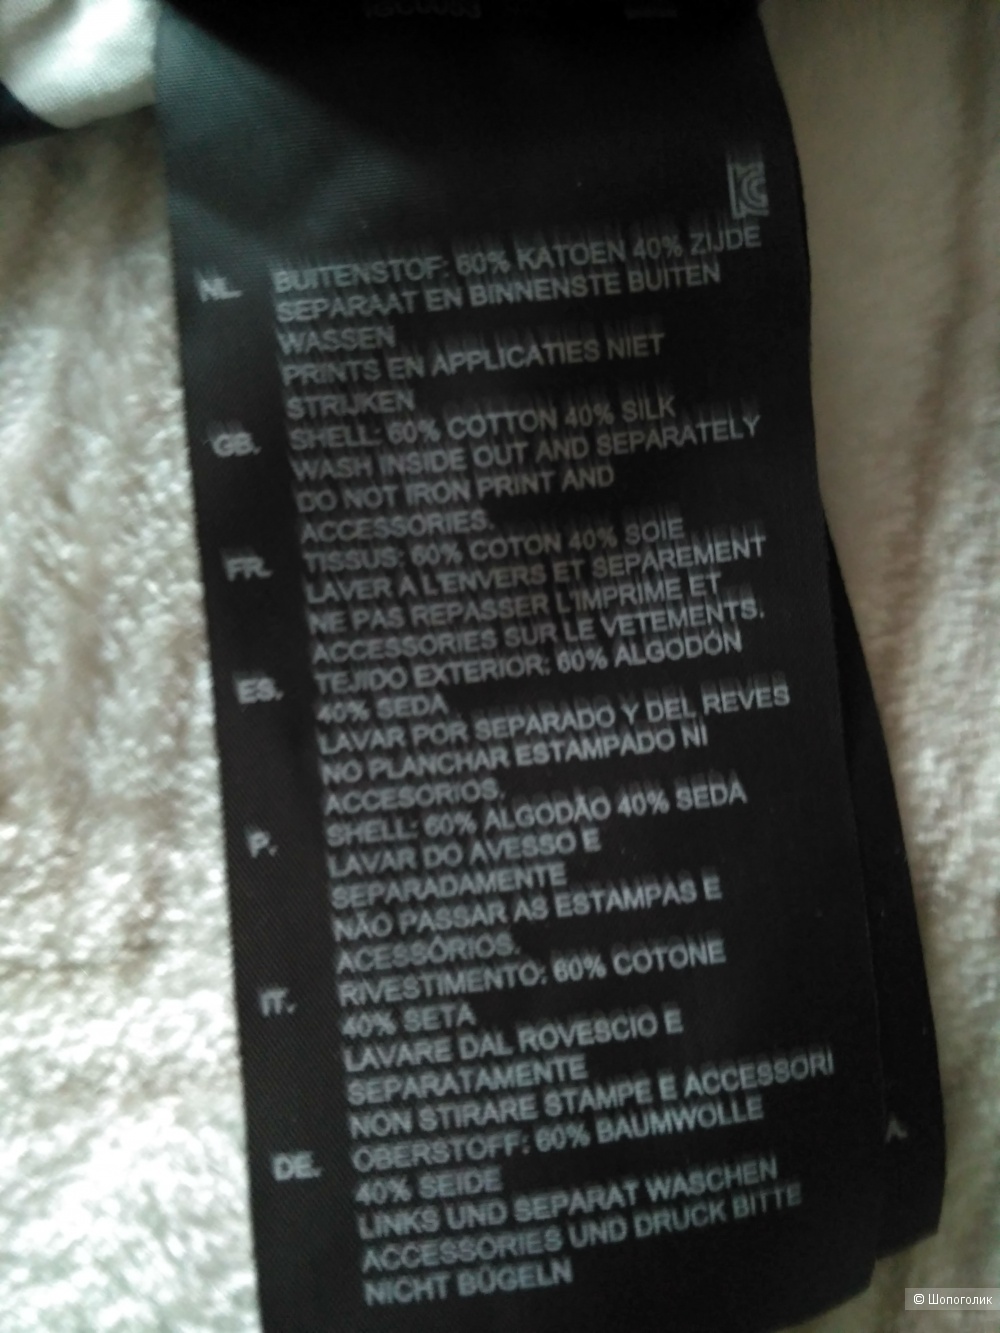 NL. BUITENSTOF: 60% KATOEN 40% ZIJDE
SEPARAAT EN BINNENSTE BUITEN
WASSEN
PRINTS EN APPLICATIES NIET
STRIJKEN
GB. SHELL: 60% COTTON 40% SILK
WASH INSIDE OUT AND SEPARATELY
DO NOT IRON PRINT AND
ACCESSORIES.
FR. TISSUS: 60% COTON 40% SOIE
LAVER A L'ENVERS ET SEPAREMENT
NE PAS REPASSER L'IMPRIME ET
ACCESSORIES SUR LE VETEMENTS.
ES. TEJIDO EXTERIOR: 60% ALGODÓN
40% SEDA
LAVAR POR SEPARADO Y DEL REVES
NO PLANCHAR ESTAMPADO NI
ACCESORIOS.
P. SHELL: 60% ALGODÃO 40% SEDA
LAVAR DO AVESSO E
SEPARADAMENTE
NÃO PASSAR AS ESTAMPAS E
ACESSÓRIOS.
IT. RIVESTIMENTO: 60% COTONE
40% SETA
LAVARE DAL ROVESCIO E
SEPARATAMENTE
NON STIRARE STAMPE E ACCESSORI
DE. OBERSTOFF: 60% BAUMWOLLE
40% SEIDE
LINKS UND SEPARAT WASCHEN
ACCESSORIES UND DRUCK BITTE
NICHT BÜGELN
© Шопоголик